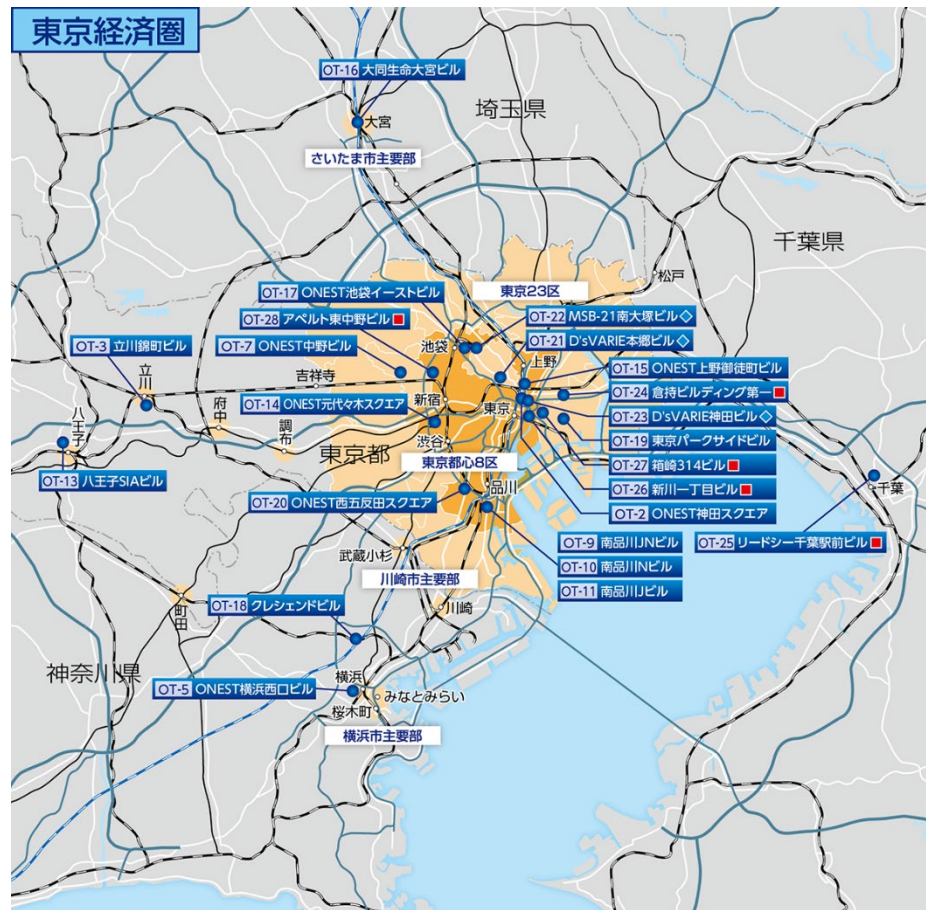 東京経済圏
OT-16 大同生命大宮ビル
大宮
埼玉県
さいたま市主要部
千葉県
松戸
OT-17 ONEST池袋イーストビル
東京23区
OT-28 アペルト東中野ビル
OT-22 MSB-21南大塚ビル
OT-3 立川錦町ビル
OT-7 ONEST中野ビル
池袋
OT-21 D'sVARIE本郷ビル
上野
OT-15 ONEST上野御徒町ビル
立川
吉祥寺
OT-24 倉持ビルディング第一
OT-14 ONEST元代々木スクエア
新宿
東京
OT-23 D'sVARIE神田ビル
八王子
府中
調布
東京都
渋谷
OT-19 東京パークサイドビル
東京都心8区
OT-27 箱崎314ビル
OT-13 八王子SIAビル
品川
OT-26 新川一丁目ビル
千葉
OT-20 ONEST西五反田スクエア
OT-2 ONEST神田スクエア
OT-9 南品川JNビル
OT-25 リードシー千葉駅前ビル
武蔵小杉
OT-10 南品川Nビル
川崎市主要部
OT-11 南品川Jビル
町田
OT-18 クレシェンドビル
川崎
神奈川県
横浜
OT-5 ONEST横浜西口ビル
みなとみらい
桜木町
横浜市主要部